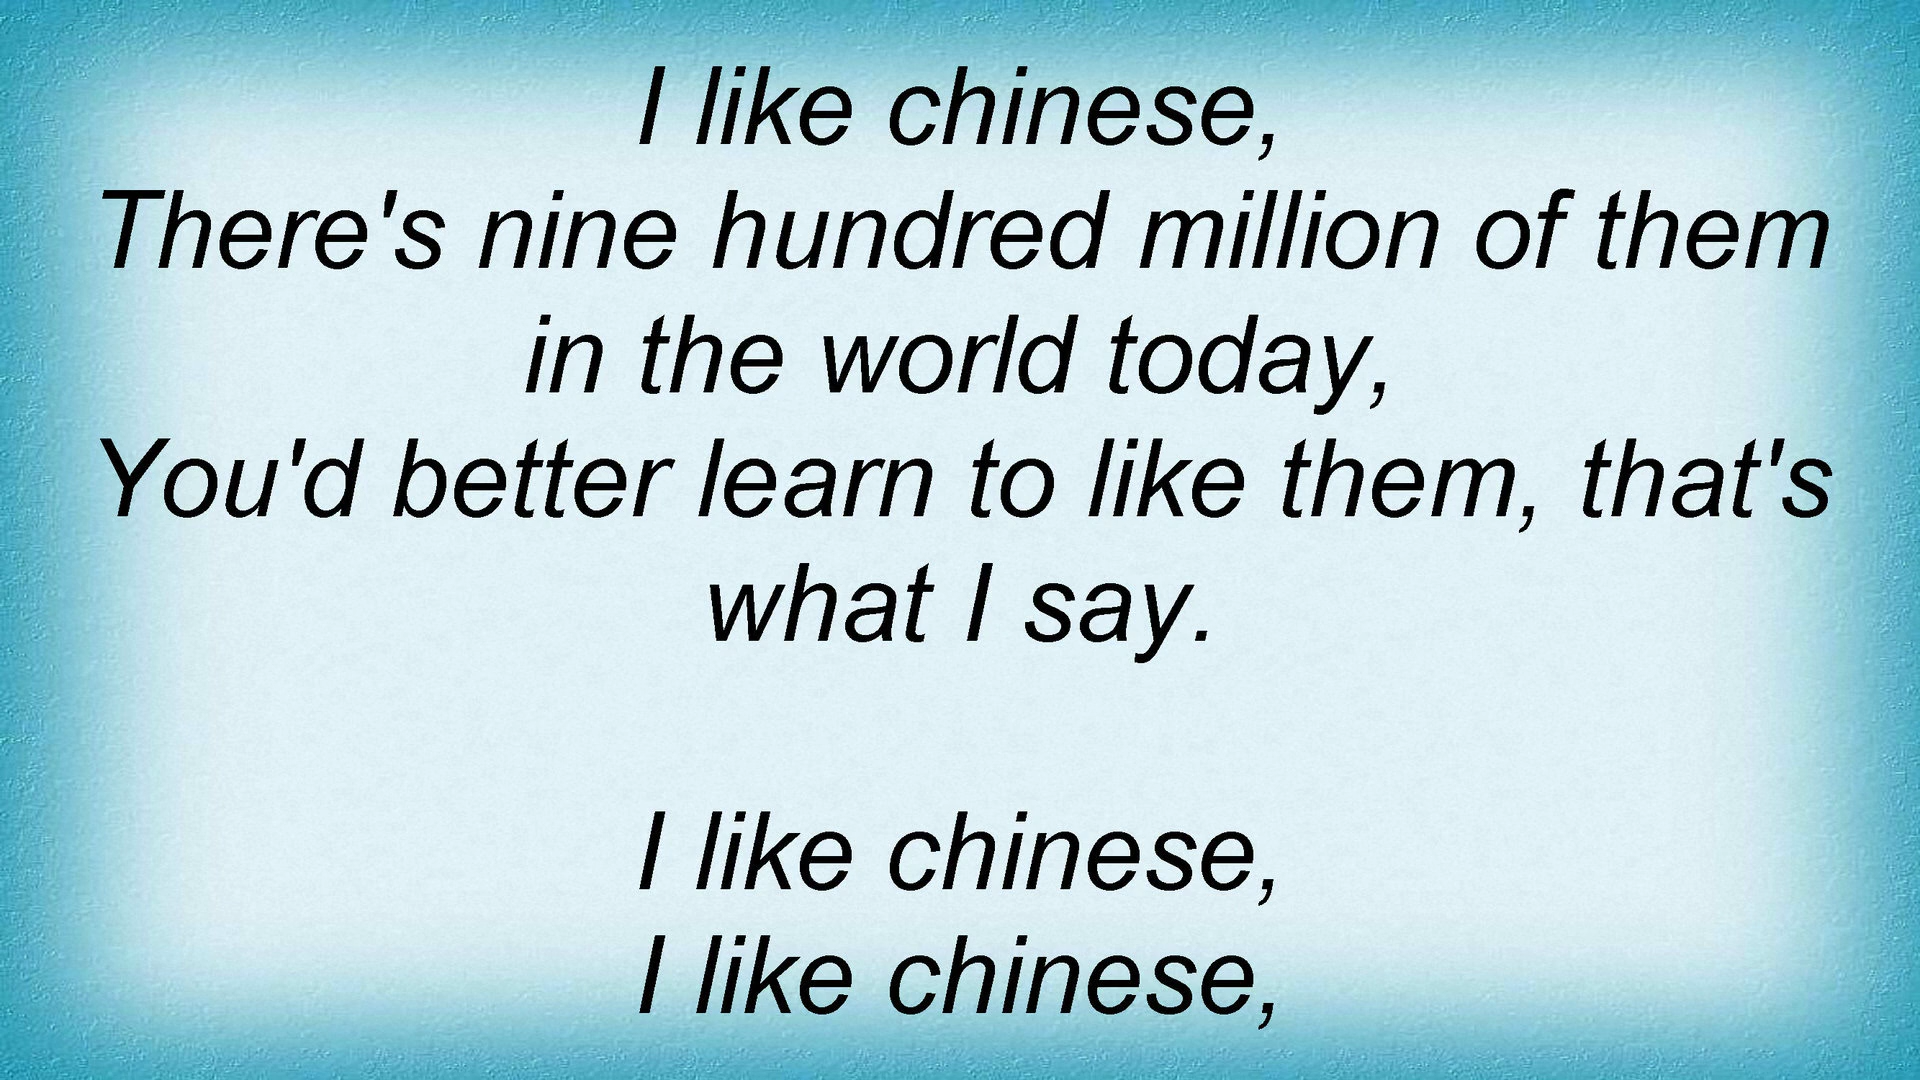 I like chinese,
There's nine hundred million of them
in the world today,
You'd better learn to like them, that's
what I say.
I like chinese,
I like chinese,